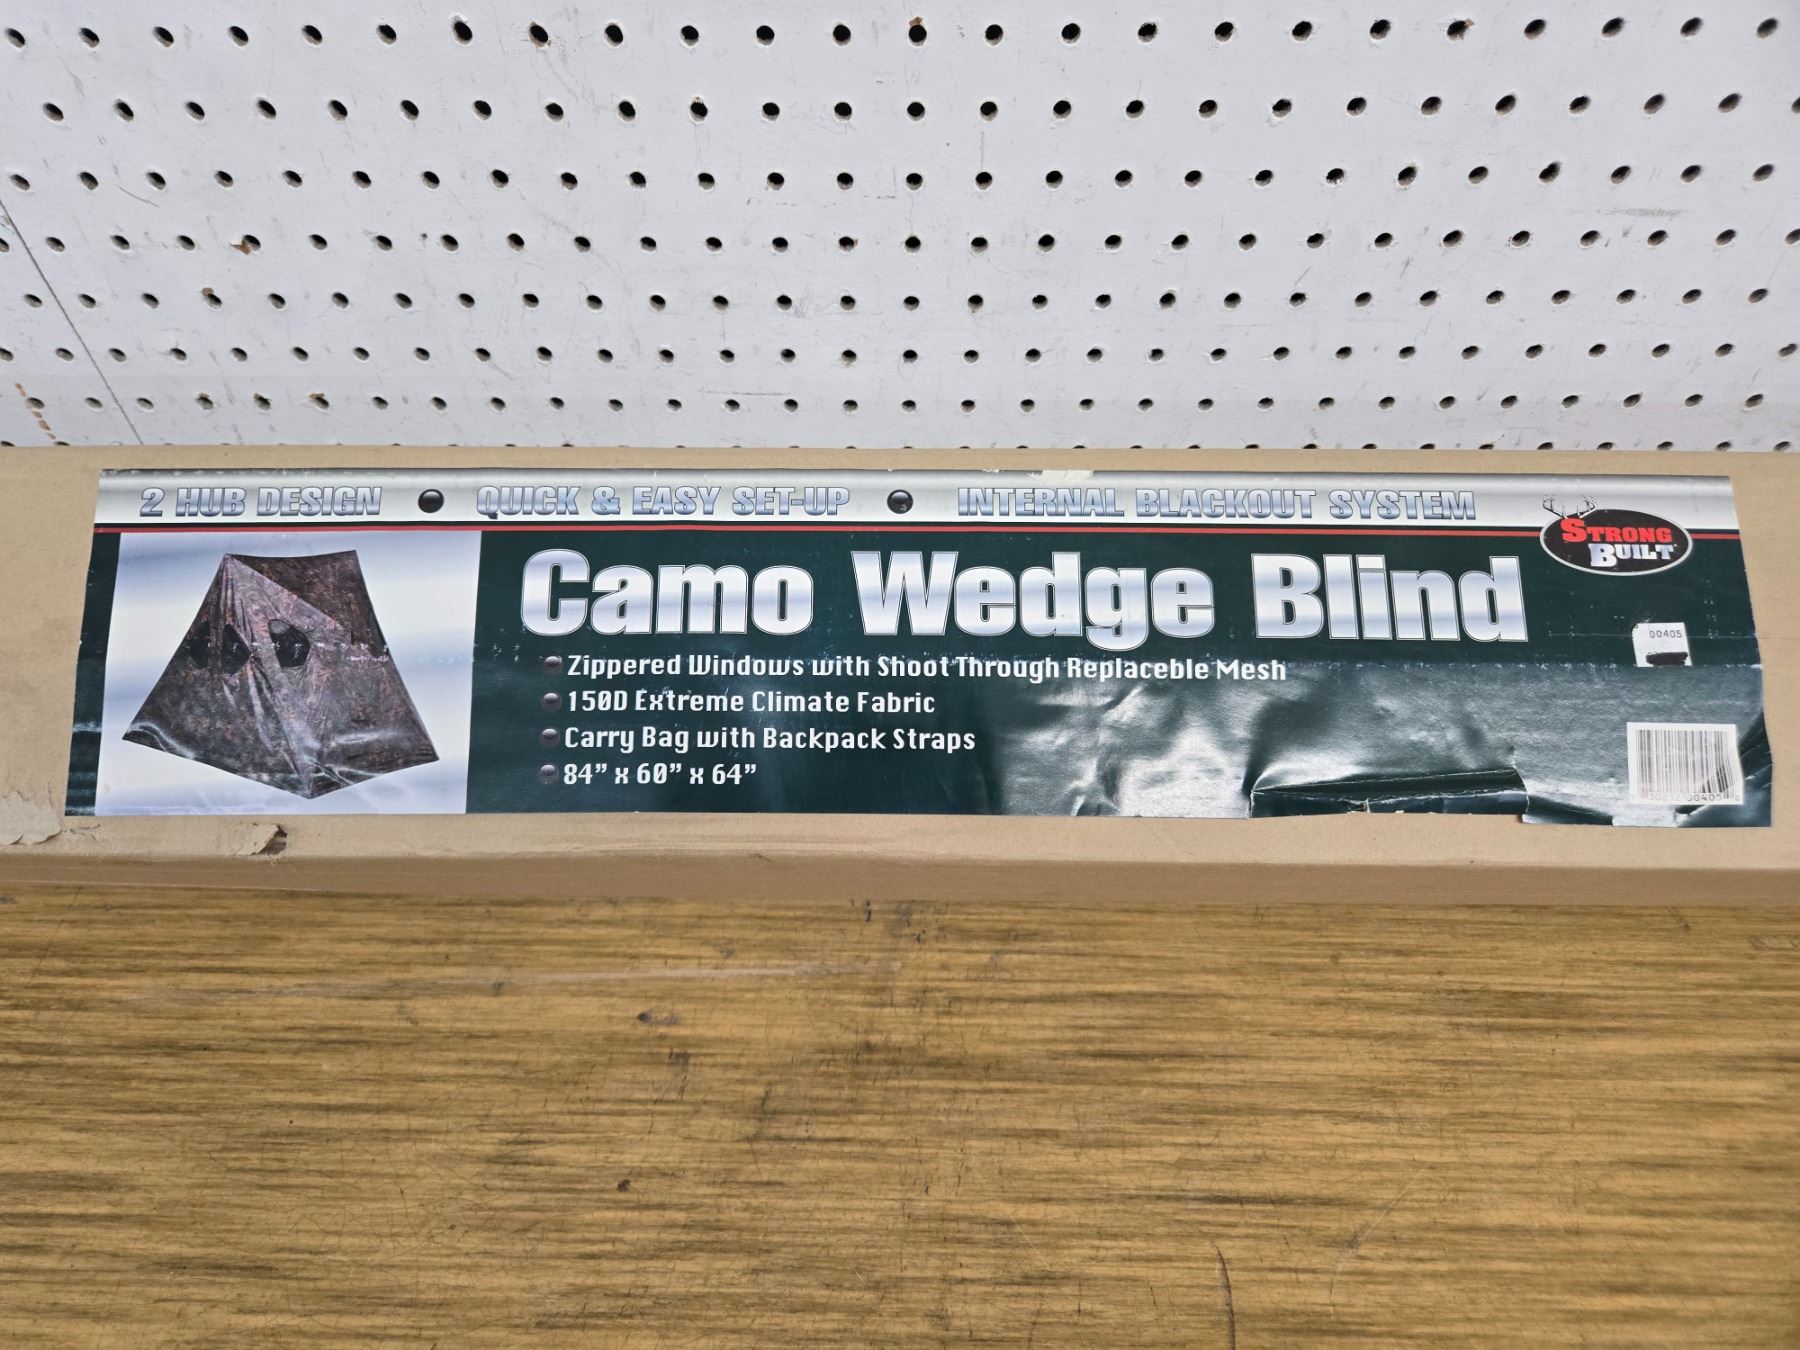 2 HUB DESIGN ● QUICK & EASY SET-UP ● INTERNAL BLACKOUT SYSTEM
STRONG
BUILT
Camo Wedge Blind
● Zippered Windows with Shoot Through Replaceble Mesh
● 150D Extreme Climate Fabric
● Carry Bag with Backpack Straps
● 84" x 60" x 64"
00405